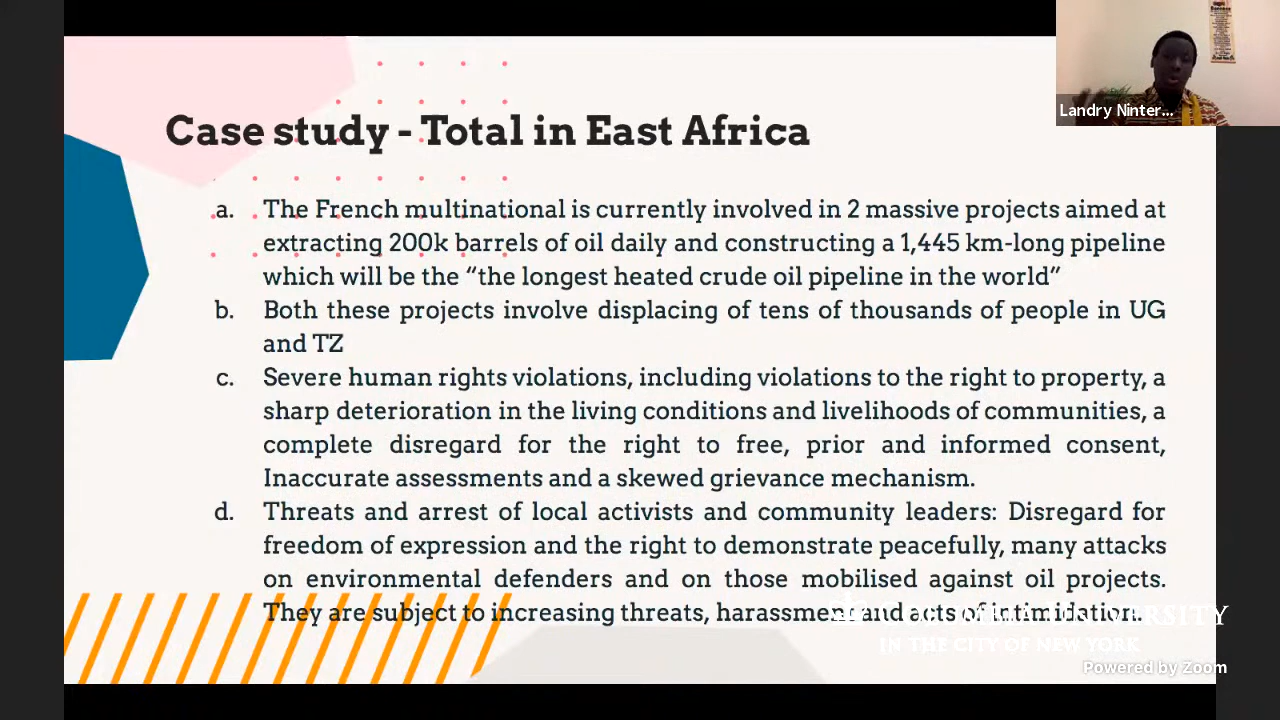 Landry Ninter...
Case study - Total in East Africa
a. The French multinational is currently involved in 2 massive projects aimed at
extracting 200k barrels of oil daily and constructing a 1,445 km-long pipeline
which will be the “the longest heated crude oil pipeline in the world”
b. Both these projects involve displacing of tens of thousands of people in UG
and TZ
c. Severe human rights violations, including violations to the right to property, a
sharp deterioration in the living conditions and livelihoods of communities, a
complete disregard for the right to free, prior and informed consent,
Inaccurate assessments and a skewed grievance mechanism.
d. Threats and arrest of local activists and community leaders: Disregard for
freedom of expression and the right to demonstrate peacefully, many attacks
on environmental defenders and on those mobilised against oil projects.
They are subject to increasing threats, harassment and acts of intimidation.
COLUMBIA UNIVERSITY
IN THE CITY OF NEW YORK
Powered by Zoom